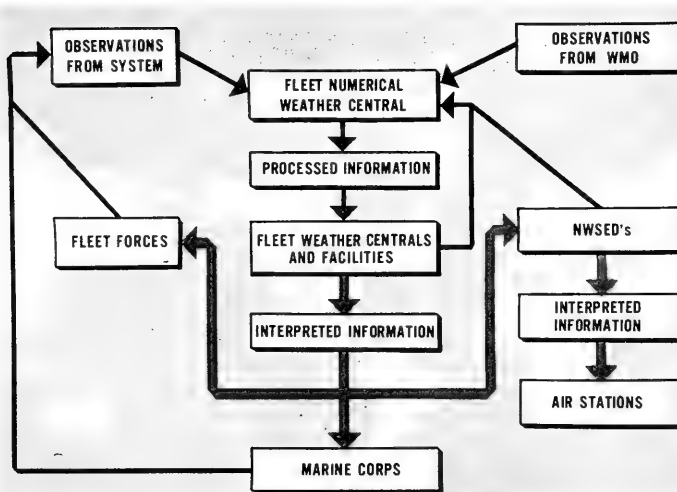 OBSERVATIONS
FROM SYSTEM
OBSERVATIONS
FROM WMO
FLEET NUMERICAL
WEATHER CENTRAL
PROCESSED INFORMATION
FLEET FORCES
FLEET WEATHER CENTRALS
AND FACILITIES
NWSED's
INTERPRETED INFORMATION
INTERPRETED
INFORMATION
AIR STATIONS
MARINE CORPS